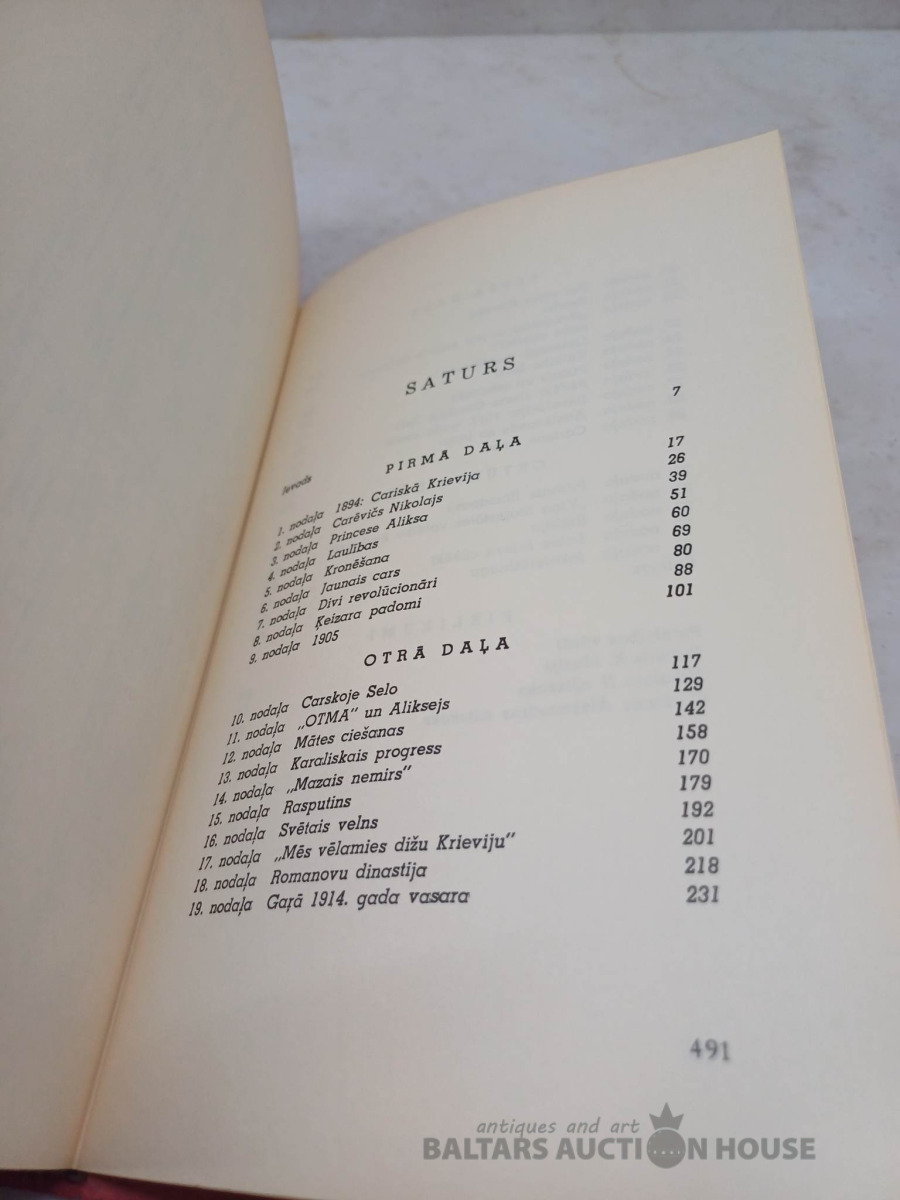 SATURS
Ievads 7
PIRMĀ DAĻA
1. nodaļa 1894: Cariskā Krievija 17
2. nodaļa Carēvičs Nikolajs 26
3. nodaļa Princese Aliksa 39
4. nodaļa Laulības 51
5. nodaļa Kronēšana 60
6. nodaļa Jaunais cars 69
7. nodaļa Divi revolūcionāri 80
8. nodaļa Ķeizara padomi 88
9. nodaļa 1905 101
OTRĀ DAĻA
10. nodaļa Carskoje Selo 117
11. nodaļa „OTMA" un Aliksejs 129
12. nodaļa Mātes ciešanas 142
13. nodaļa Karaliskais progress 158
14. nodaļa „Mazais nemirs" 170
15. nodaļa Rasputins 179
16. nodaļa Svētais velns 192
17. nodaļa „Mēs vēlamies dižu Krieviju" 201
18. nodaļa Romanovu dinastija 218
19. nodaļa Gaŗā 1914. gada vasara 231
491
antiques and art
BALTARS AUCTION HOUSE